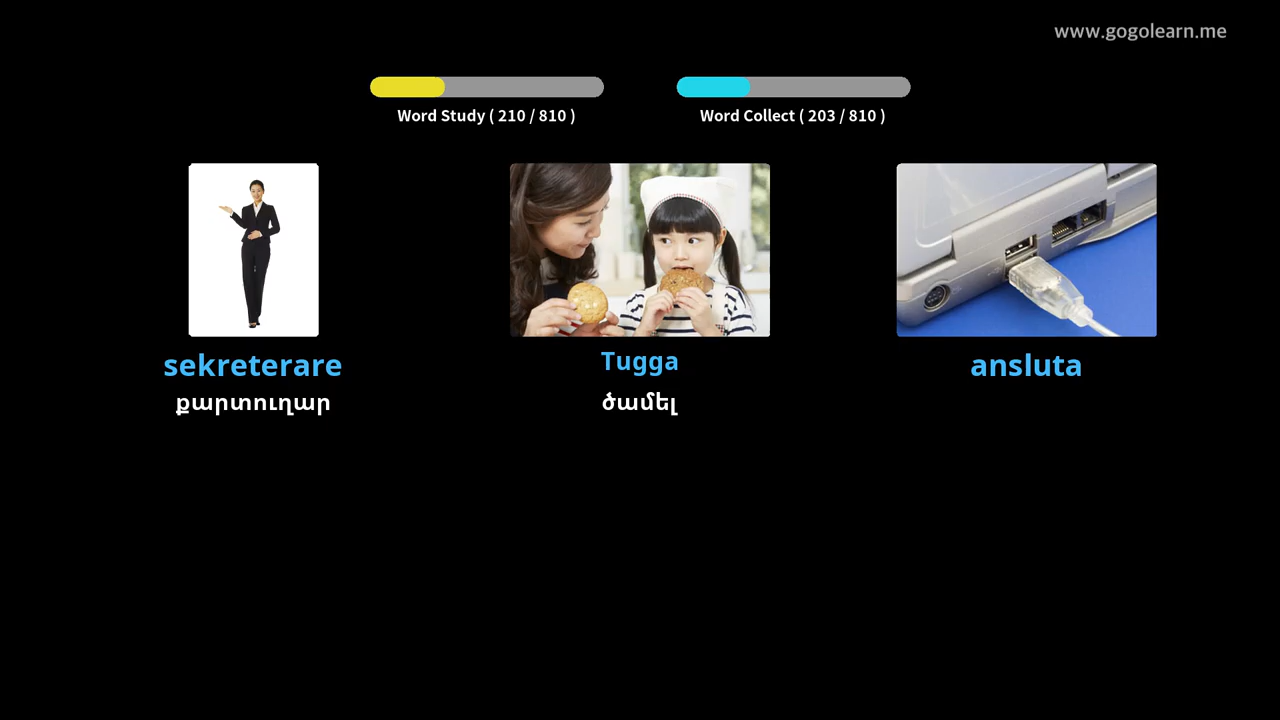 www.gogolearn.me
Word Study ( 210 / 810 )
Word Collect ( 203 / 810 )
sekreterare
Tugga
ansluta
քարտուղար
ծամել